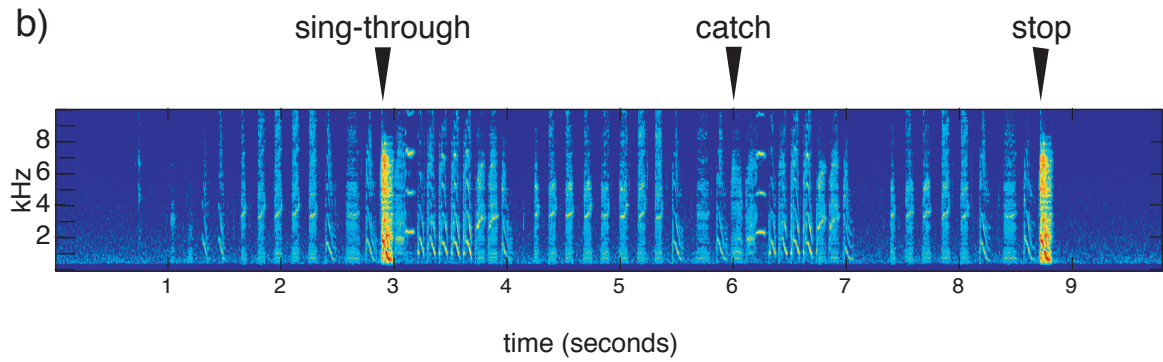 b)
sing-through catch stop
8
6
kHz
4
2
1 2 3 4 5 6 7 8 9
time (seconds)